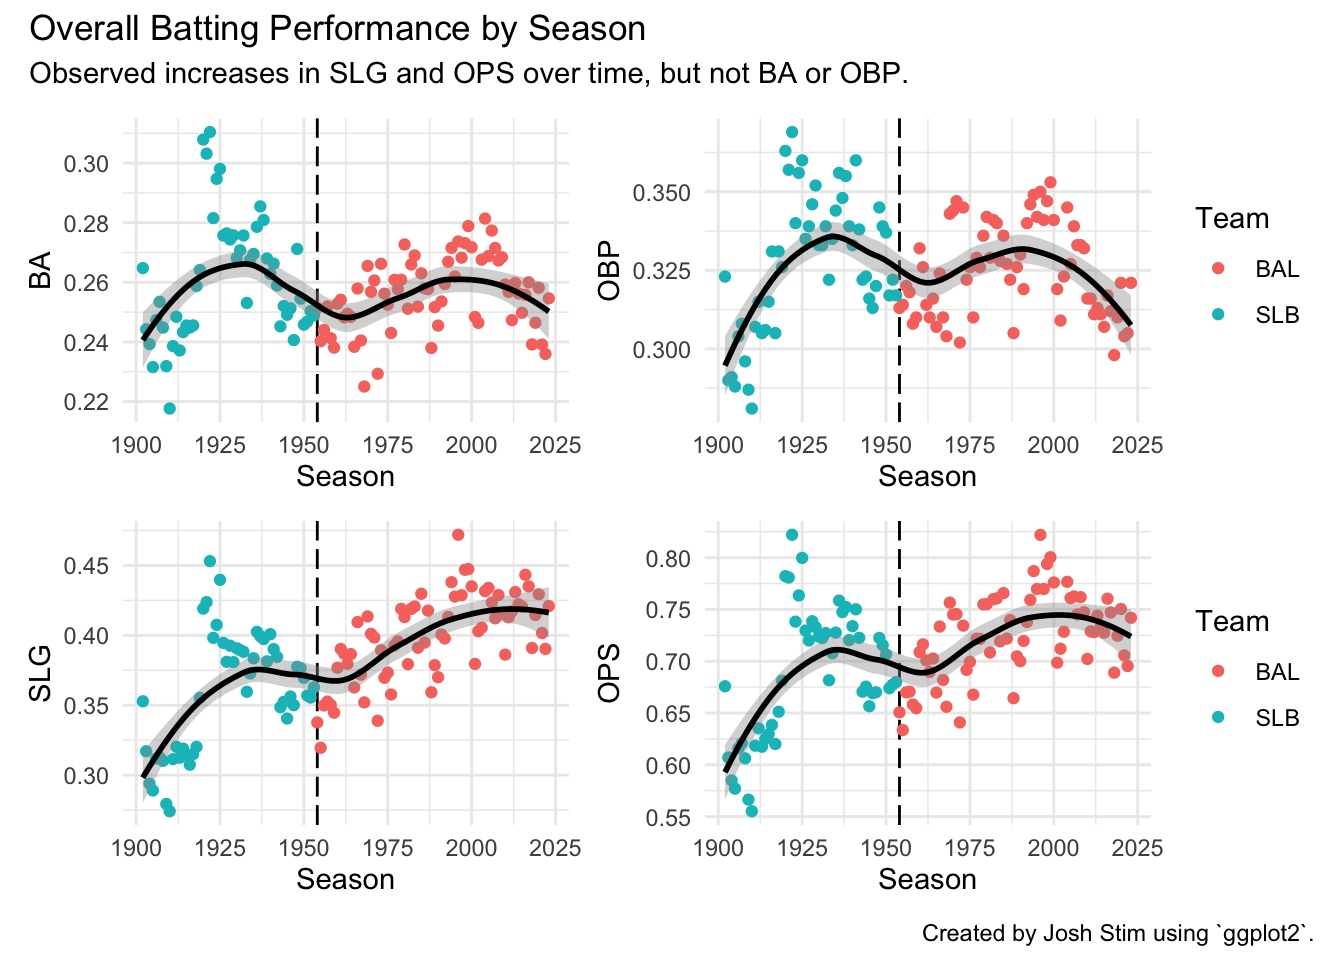 Overall Batting Performance by Season
Observed increases in SLG and OPS over time, but not BA or OBP.
BA
0.30
0.28
0.26
0.24
0.22
1900 1925 1950 1975 2000 2025
Season
OBP
0.350
0.325
0.300
1900 1925 1950 1975 2000 2025
Season
Team
BAL
SLB
SLG
0.45
0.40
0.35
0.30
1900 1925 1950 1975 2000 2025
Season
OPS
0.80
0.75
0.70
0.65
0.60
0.55
1900 1925 1950 1975 2000 2025
Season
Team
BAL
SLB
Created by Josh Stim using `ggplot2`.